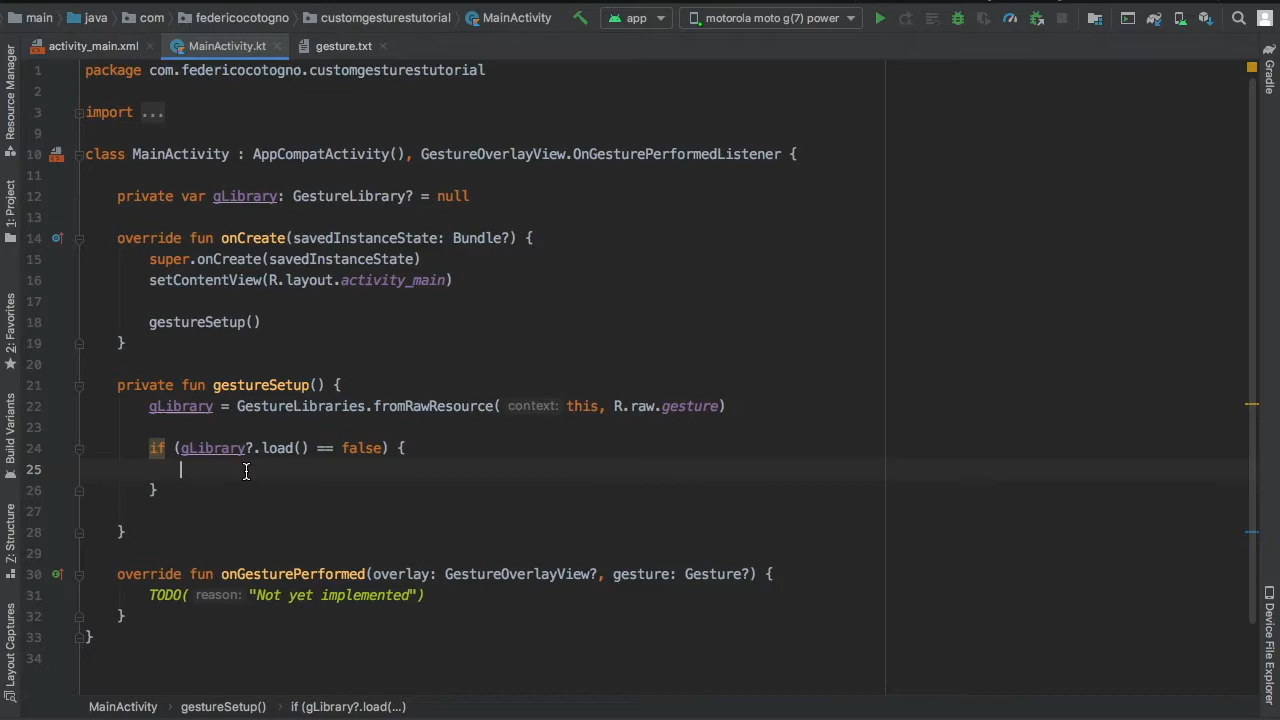 main java com federicocotogno customgesturestutorial MainActivity app motorola moto g(7) power
activity_main.xml MainActivity.kt gesture.txt
Resource Manager
1: Project
2: Favorites
Build Variants
Z: Structure
Layout Captures
1 package com.federicocotogno.customgesturestutorial
2
3 import ...
9
10 class MainActivity : AppCompatActivity(), GestureOverlayView.OnGesturePerformedListener {
11
12 private var gLibrary: GestureLibrary? = null
13
14 override fun onCreate(savedInstanceState: Bundle?) {
15 super.onCreate(savedInstanceState)
16 setContentView(R.layout.activity_main)
17
18 gestureSetup()
19 }
20
21 private fun gestureSetup() {
22 gLibrary = GestureLibraries.fromRawResource( context: this, R.raw.gesture)
23
24 if (gLibrary?.load() == false) {
25
26 }
27
28 }
29
30 override fun onGesturePerformed(overlay: GestureOverlayView?, gesture: Gesture?) {
31 TODO( reason: "Not yet implemented")
32 }
33 }
34
Gradle
Device File Explorer
MainActivity gestureSetup() if (gLibrary?.load(...)